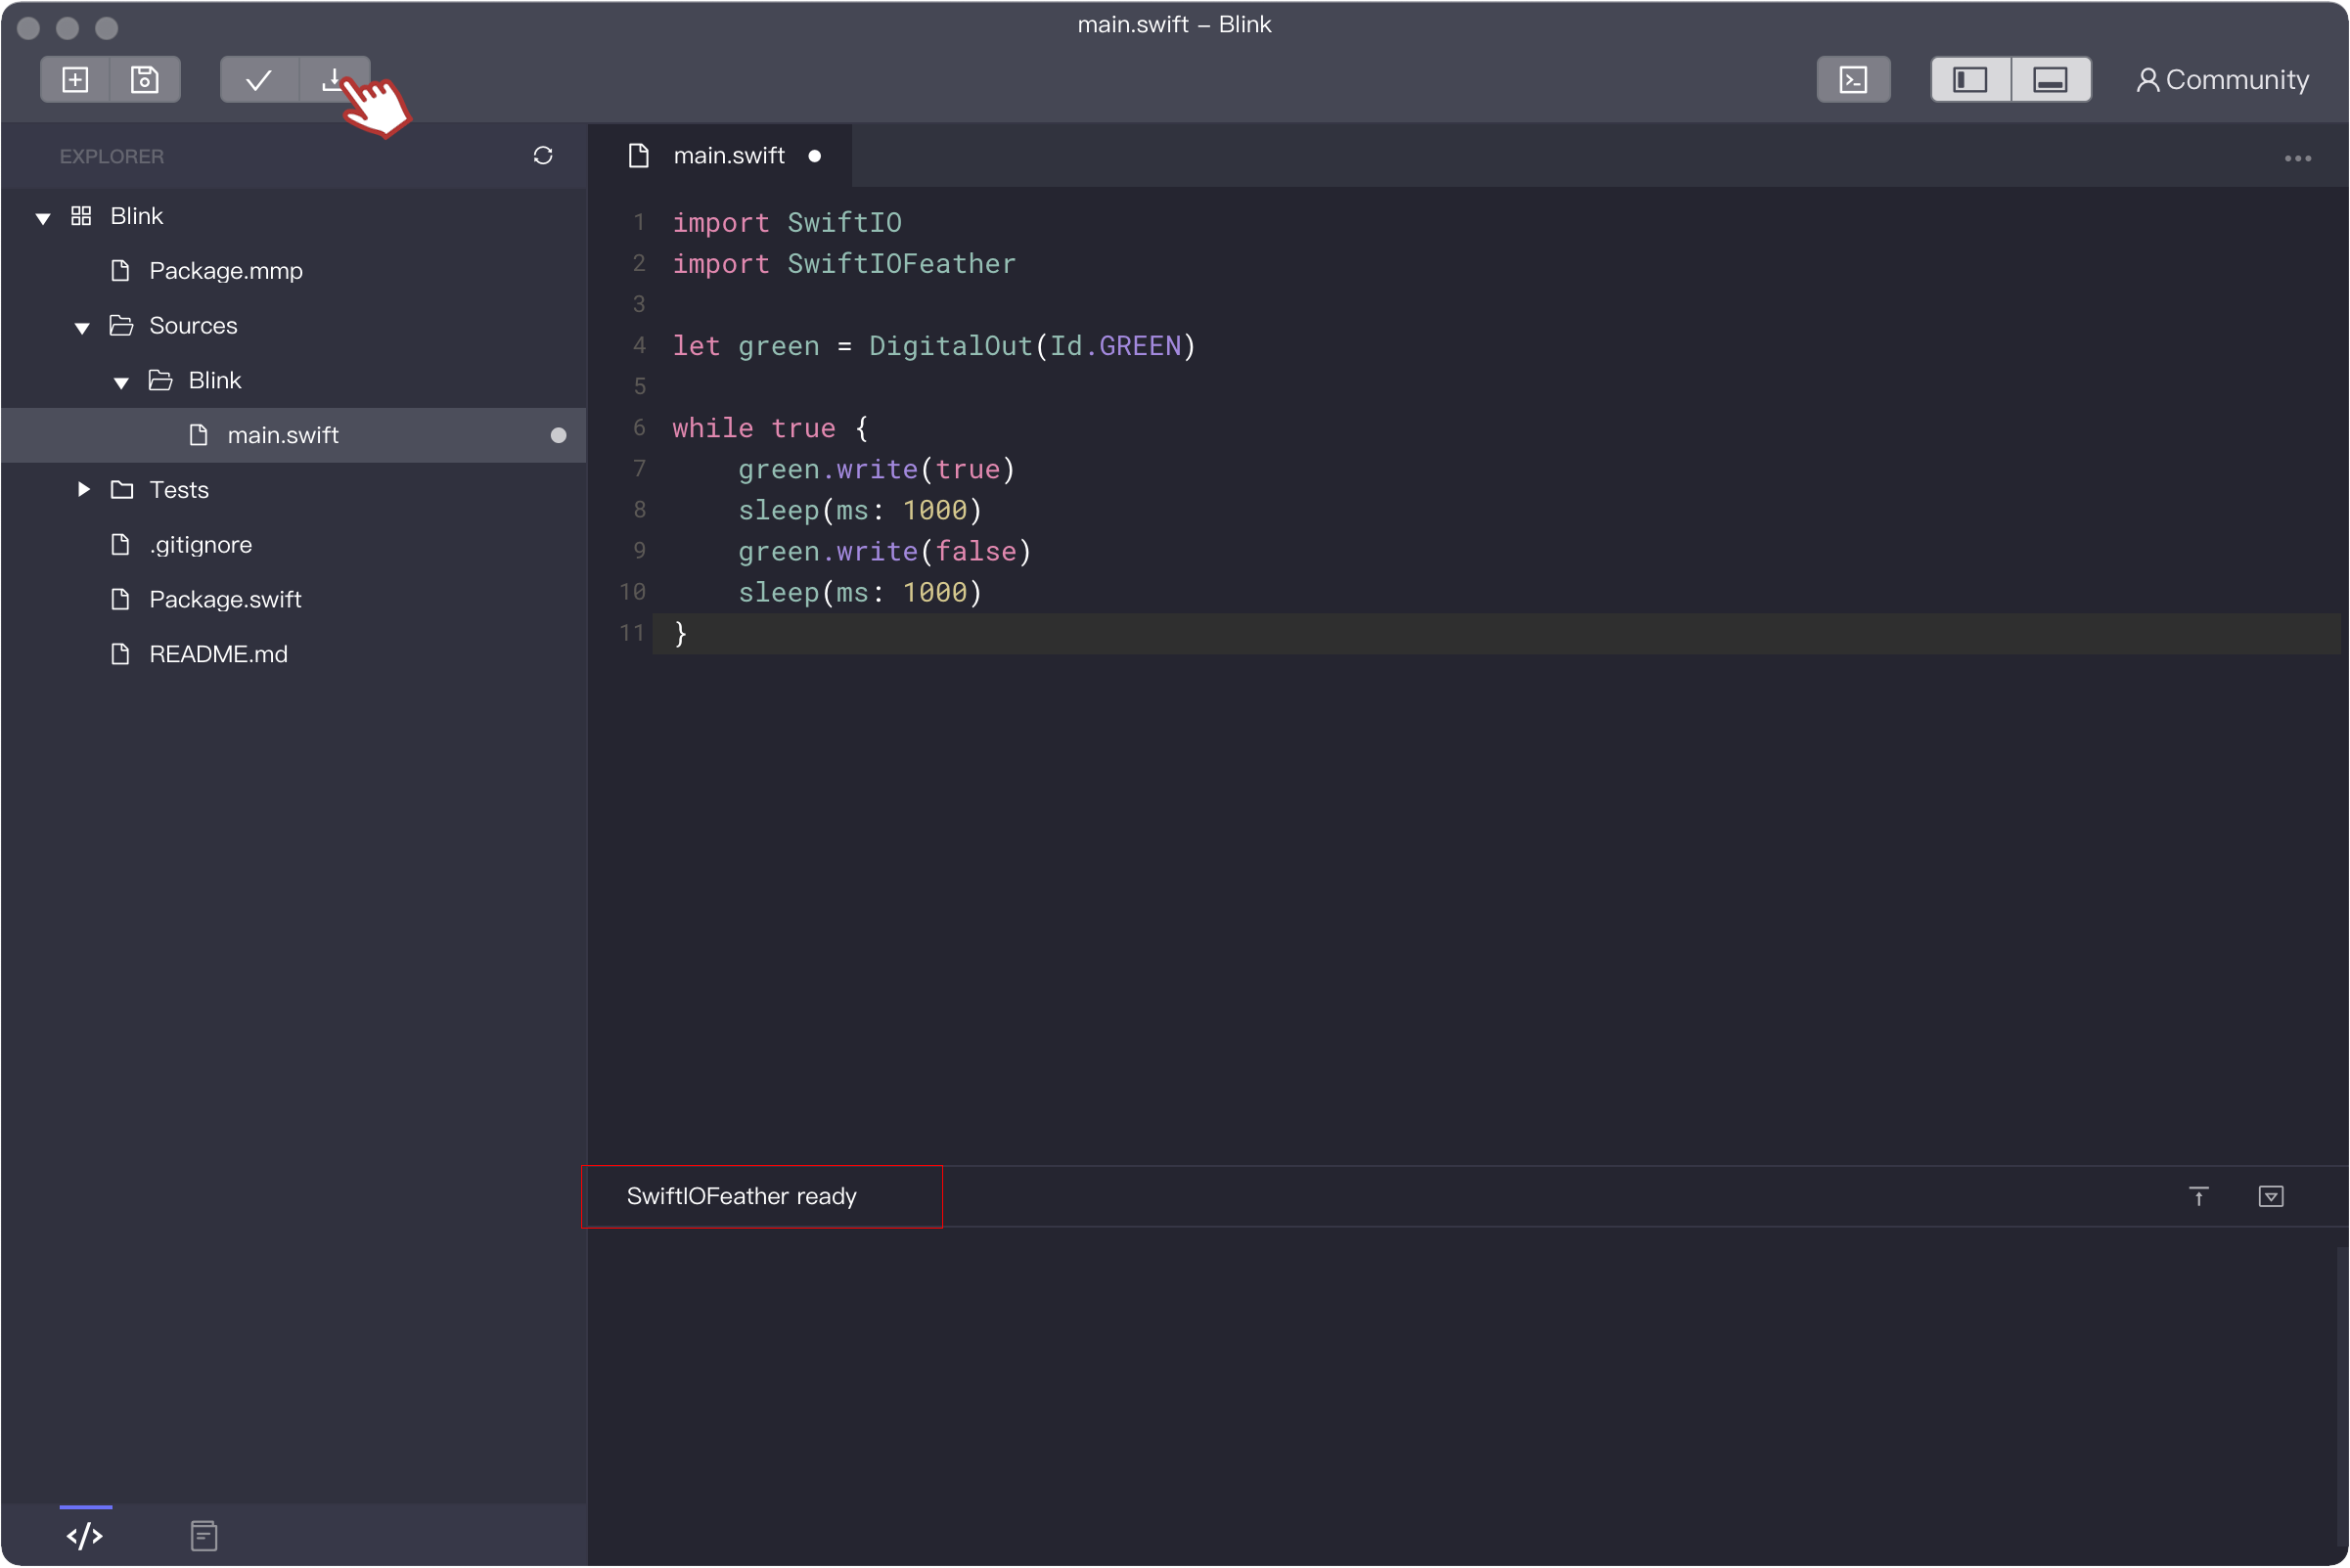 main.swift – Blink
Community
EXPLORER
Blink
Package.mmp
Sources
Blink
main.swift
Tests
.gitignore
Package.swift
README.md
main.swift
1 import SwiftIO
2 import SwiftIOFeather
3
4 let green = DigitalOut(Id.GREEN)
5
6 while true {
7     green.write(true)
8     sleep(ms: 1000)
9     green.write(false)
10     sleep(ms: 1000)
11 }
SwiftIOFeather ready